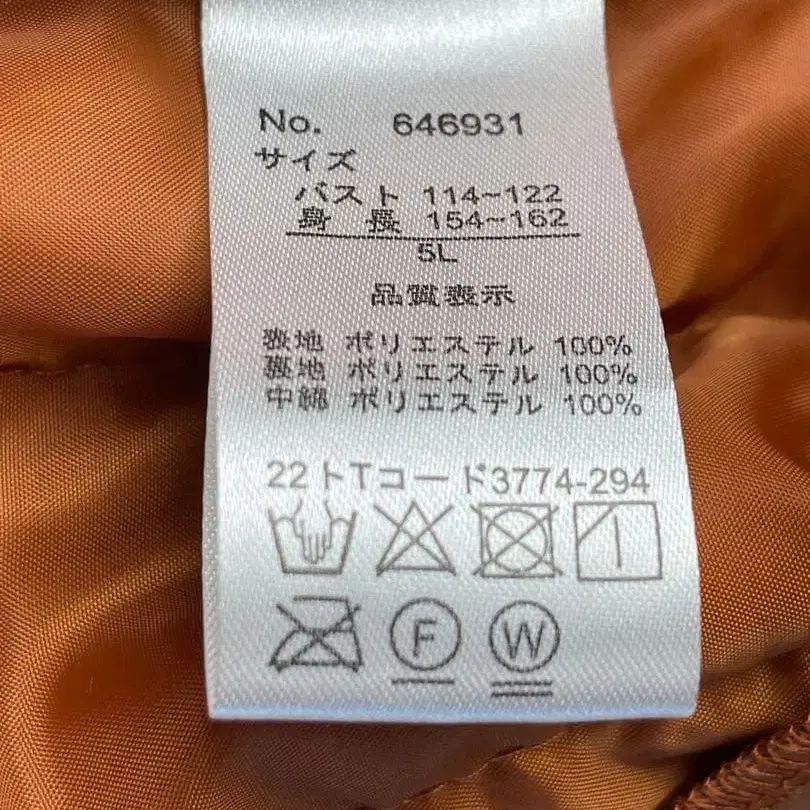 No. 646931
サイズ
バスト 114~122
身 長 154~162
5L
品質表示
表地 ポリエステル 100%
裏地 ポリエステル 100%
中綿 ポリエステル 100%
22トTコード3774-294
F
W